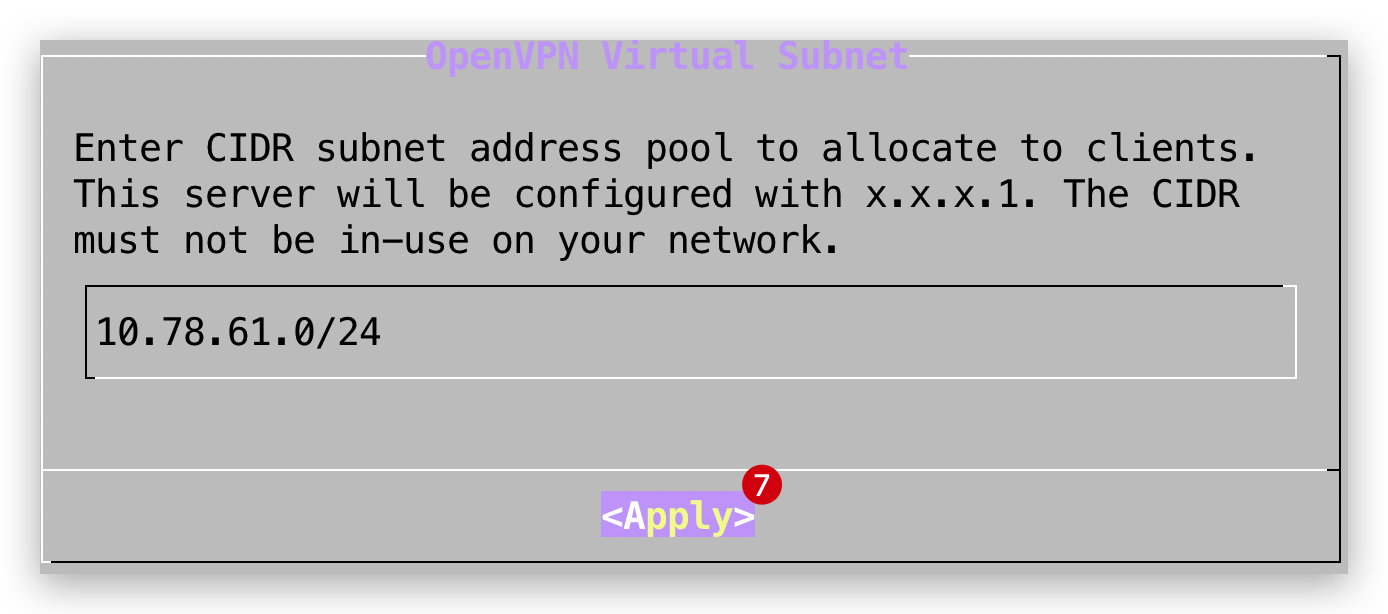 OpenVPN Virtual Subnet
Enter CIDR subnet address pool to allocate to clients.
This server will be configured with x.x.x.1. The CIDR
must not be in-use on your network.
10.78.61.0/24
7
<Apply>